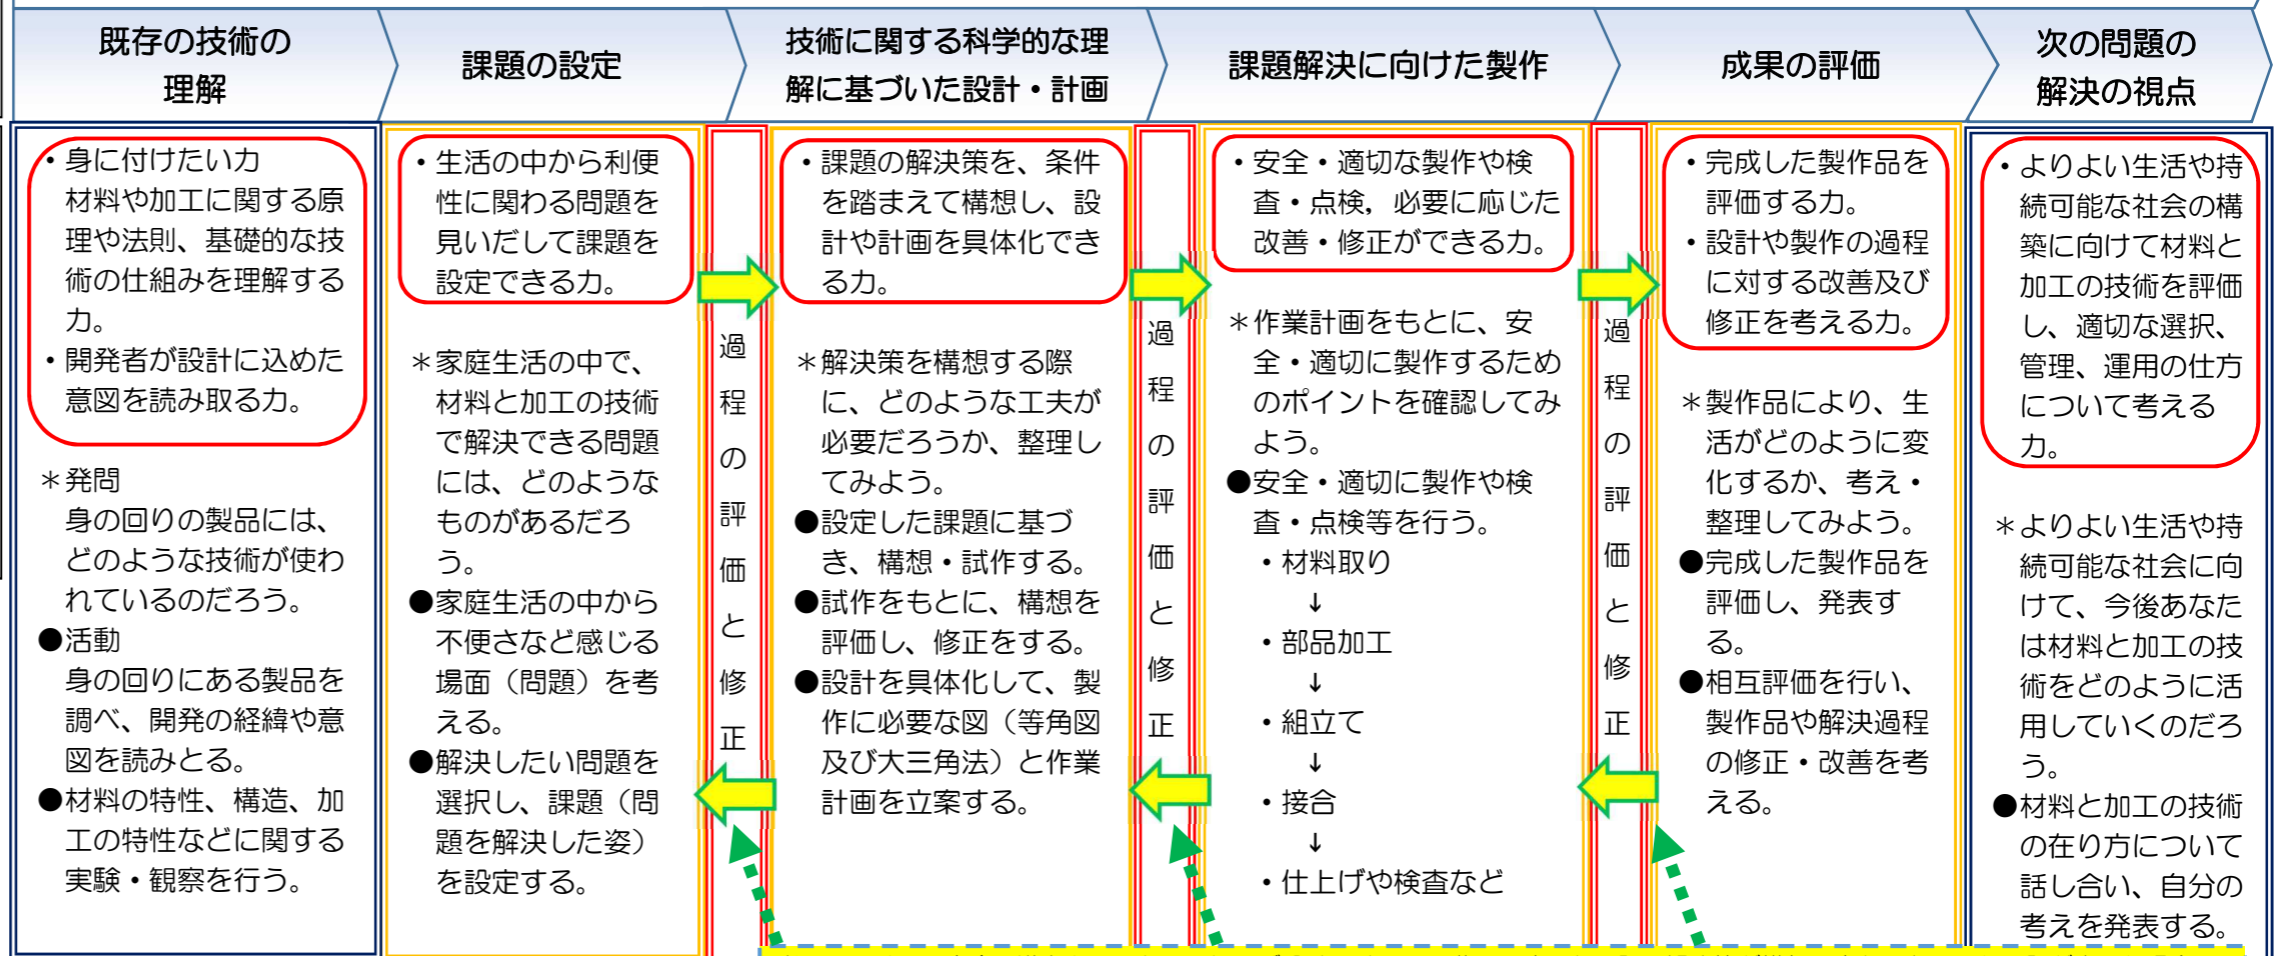 既存の技術の
理解
課題の設定
技術に関する科学的な理
解に基づいた設計・計画
課題解決に向けた製作
成果の評価
次の問題の
解決の視点
・身に付けたい力
材料や加工に関する原
理や法則、基礎的な技
術の仕組みを理解する
力。
・開発者が設計に込めた
意図を読み取る力。
＊発問
身の回りの製品には、
どのような技術が使わ
れているのだろう。
●活動
身の回りにある製品を
調べ、開発の経緯や意
図を読みとる。
●材料の特性、構造、加
工の特性などに関する
実験・観察を行う。
・生活の中から利便
性に関わる問題を
見いだして課題を
設定できる力。
＊家庭生活の中で、
材料と加工の技術
で解決できる問題
には、どのような
ものがあるだろ
う。
●家庭生活の中から
不便さなど感じる
場面（問題）を考
える。
●解決したい問題を
選択し、課題（問
題を解決した姿）
を設定する。
過程の評価と修正
・課題の解決策を、条件
を踏まえて構想し、設
計や計画を具体化でき
る力。
＊解決策を構想する際
に、どのような工夫が
必要だろうか、整理し
てみよう。
●設定した課題に基づ
き、構想・試作する。
●試作をもとに、構想を
評価し、修正をする。
●設計を具体化して、製
作に必要な図（等角図
及び大三角法）と作業
計画を立案する。
過程の評価と修正
・安全・適切な製作や検
査・点検，必要に応じた
改善・修正ができる力。
＊作業計画をもとに、安
全・適切に製作するため
のポイントを確認してみ
よう。
●安全・適切に製作や検
査・点検等を行う。
・材料取り
↓
・部品加工
↓
・組立て
↓
・接合
↓
・仕上げや検査など
過程の評価と修正
・完成した製作品を
評価する力。
・設計や製作の過程
に対する改善及び
修正を考える力。
＊製作品により、生
活がどのように変
化するか、考え・
整理してみよう。
●完成した製作品を
評価し、発表す
る。
●相互評価を行い、
製作品や解決過程
の修正・改善を考
える。
・よりよい生活や持
続可能な社会の構
築に向けて材料と
加工の技術を評価
し、適切な選択、
管理、運用の仕方
について考える
力。
＊よりよい生活や持
続可能な社会に向
けて、今後あなた
は材料と加工の技
術をどのように活
用していくのだろ
う。
●材料と加工の技術
の在り方について
話し合い、自分の
考えを発表する。